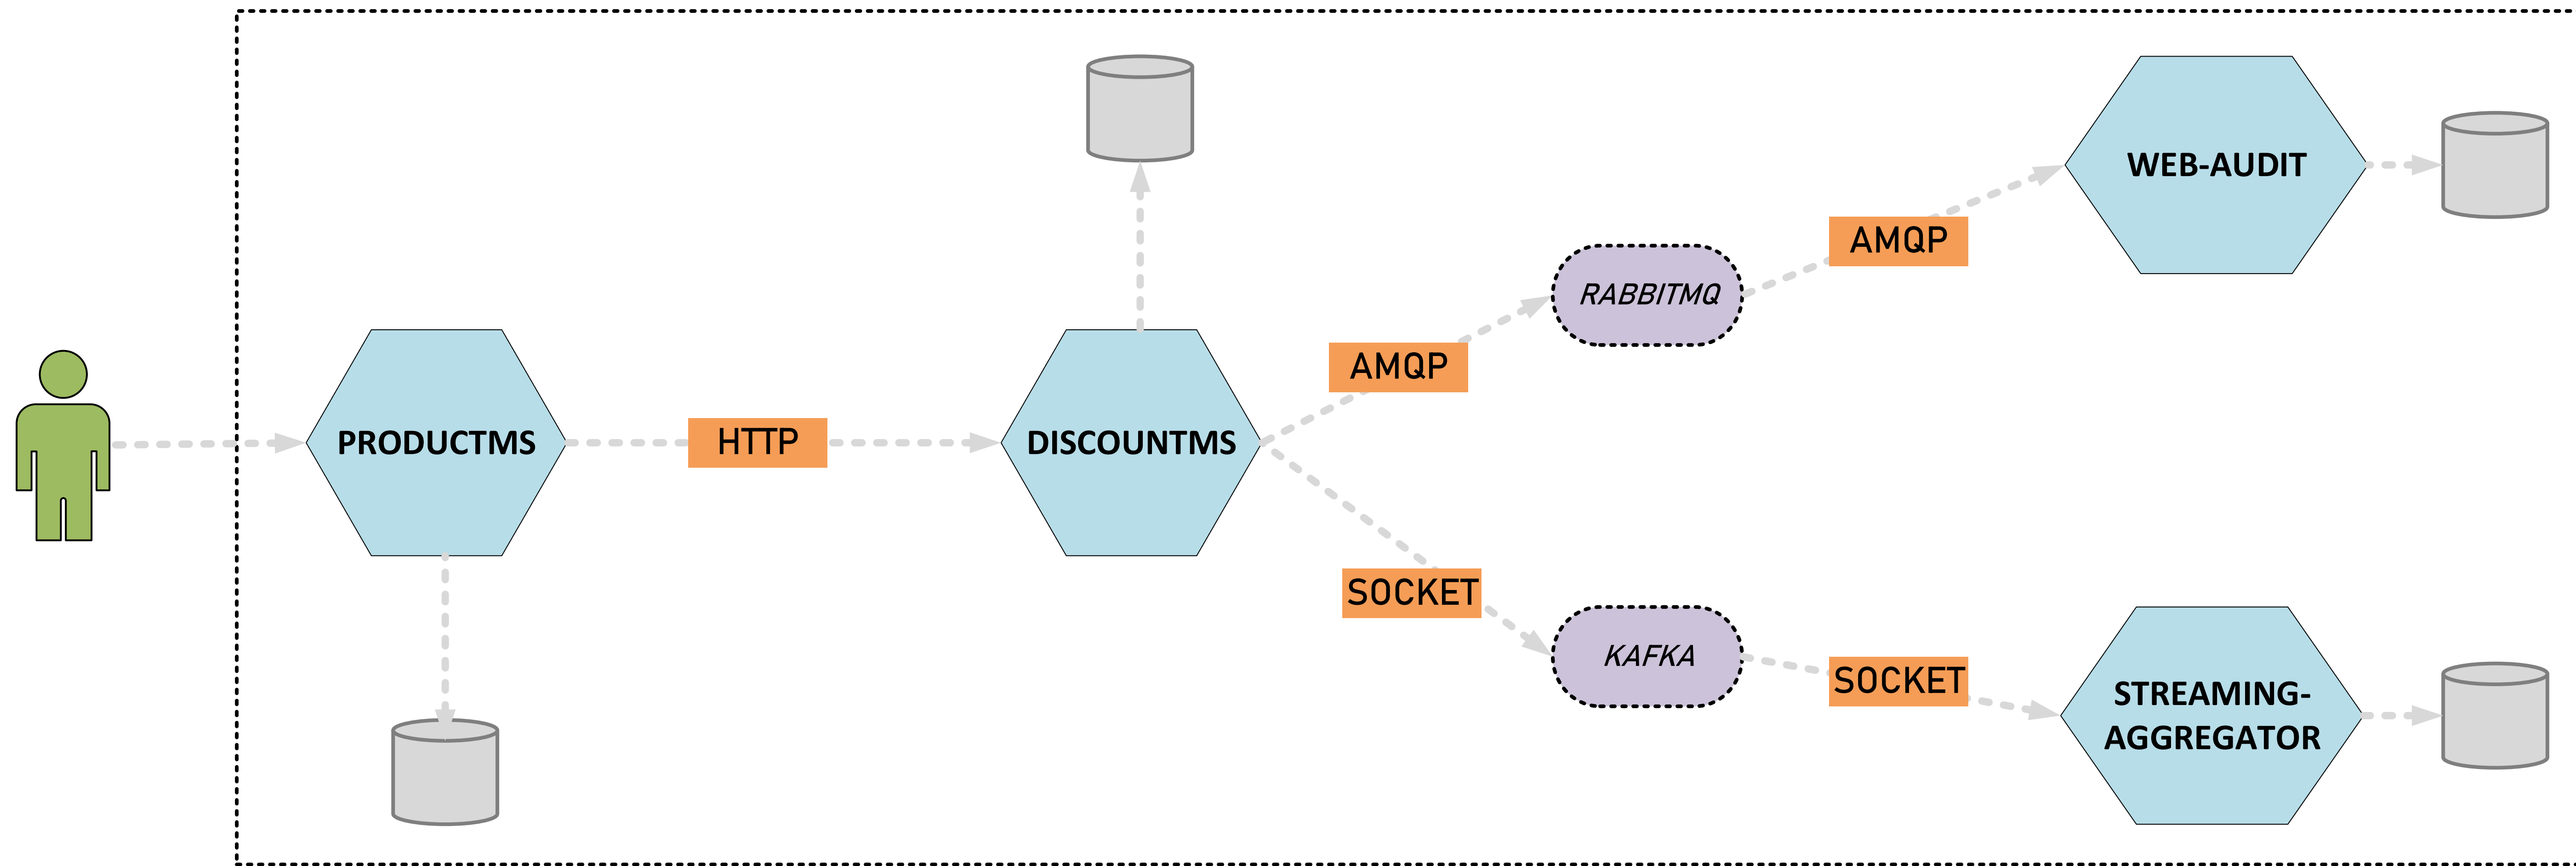 PRODUCTMS
HTTP
DISCOUNTMS
AMQP
RABBITMQ
AMQP
WEB-AUDIT
SOCKET
KAFKA
SOCKET
STREAMING-
AGGREGATOR